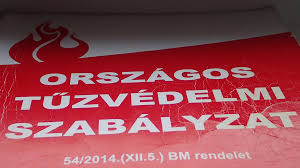 ORSZÁGOS
TŰZVÉDELMI
SZABÁLYZAT
54/2014.(XII.5.) BM rendelet